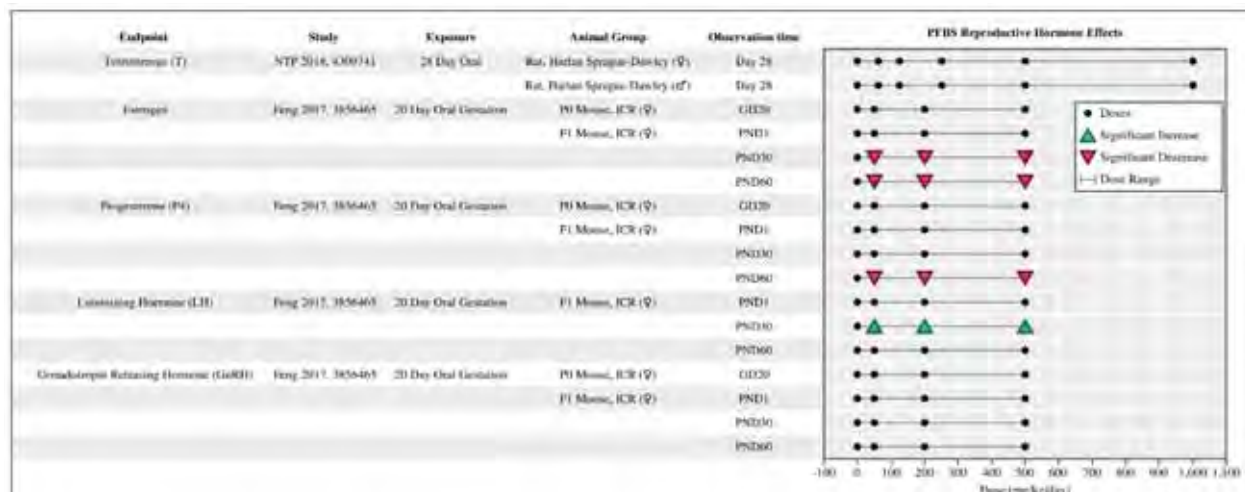 Endpoint Study Exposure Animal Group Observation time PFBS Reproductive Hormone Effects
Testosterone (T) NTP 2018, 4309741 28 Day Oral Rat, Harlan Sprague-Dawley (♀) Day 28
Rat, Harlan Sprague-Dawley (♂) Day 28
Estrogen Feng 2017, 3856465 20 Day Oral Gestation P0 Mouse, ICR (♀) GD20
F1 Mouse, ICR (♀) PND1
PND30
PND60
Progesterone (P4) Feng 2017, 3856465 20 Day Oral Gestation P0 Mouse, ICR (♀) GD20
F1 Mouse, ICR (♀) PND1
PND30
PND60
Luteinizing Hormone (LH) Feng 2017, 3856465 20 Day Oral Gestation F1 Mouse, ICR (♀) PND1
PND30
PND60
Gonadotropin Releasing Hormone (GnRH) Feng 2017, 3856465 20 Day Oral Gestation P0 Mouse, ICR (♀) GD20
F1 Mouse, ICR (♀) PND1
PND30
PND60
Doses
Significant Increase
Significant Decrease
Dose Range
-100 0 100 200 300 400 500 600 700 800 900 1,000 1,100
Dose (mg/kg/day)